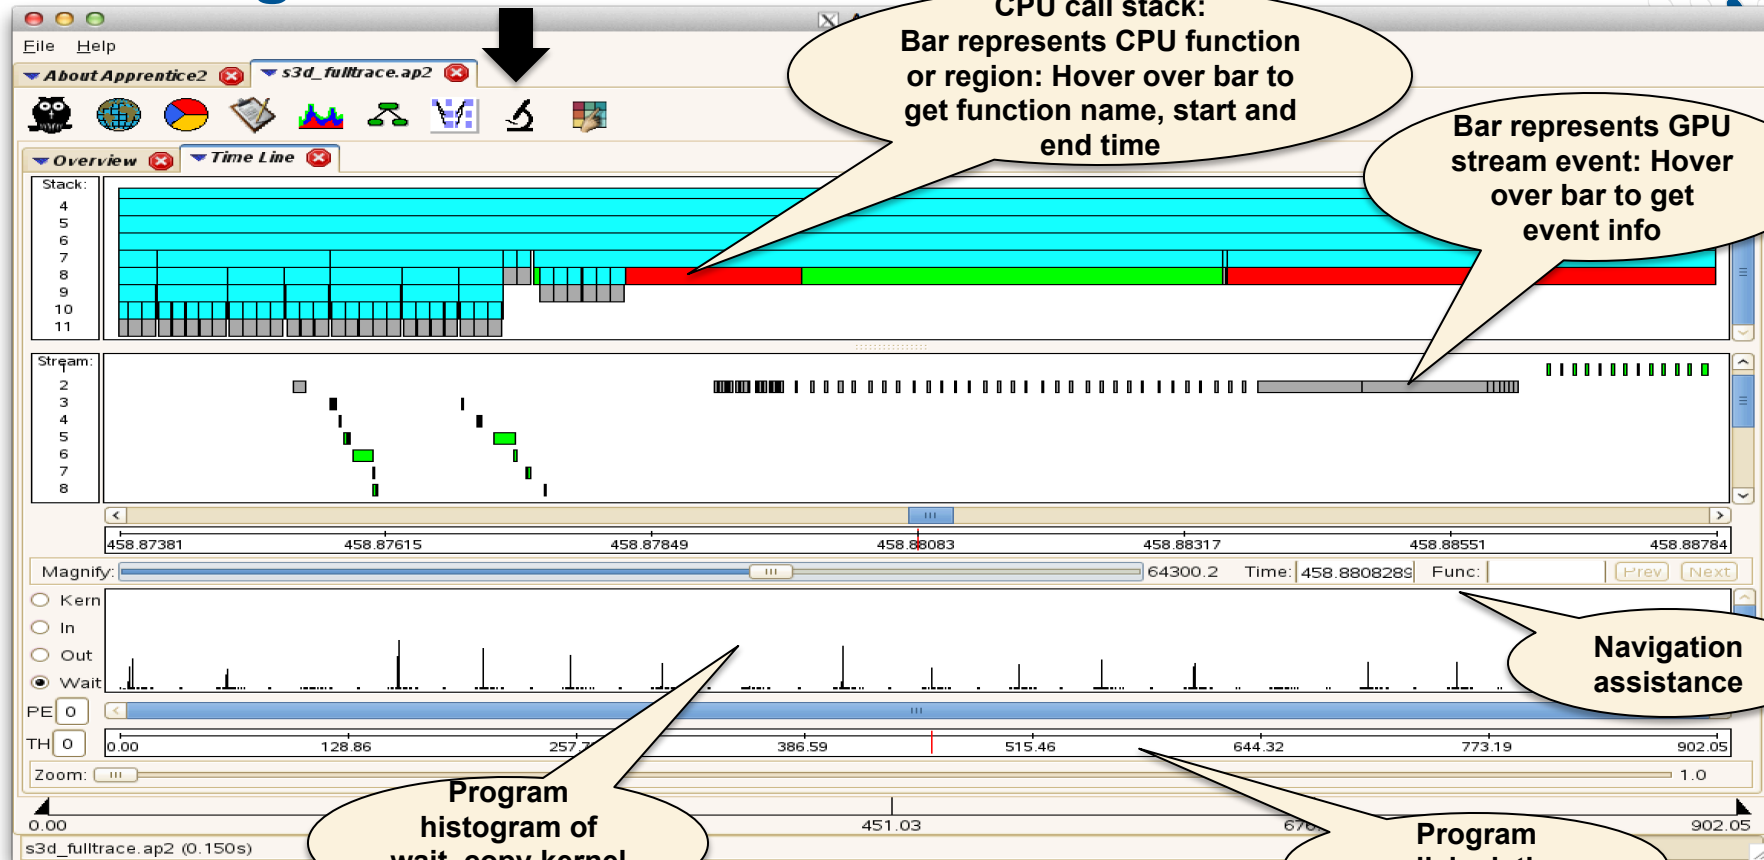 CPU call stack:
Bar represents CPU function
or region: Hover over bar to
get function name, start and
end time
File Help
About Apprentice2 s3d_fulltrace.ap2
Bar represents GPU
stream event: Hover
over bar to get
event info
Overview Time Line
Stack:
4
5
6
7
8
9
10
11
Stream:
1
2
3
4
5
6
7
8
458.87381 458.87615 458.87849 458.88083 458.88317 458.88551 458.88784
Magnify: 64300.2 Time: 458.8808289 Func: Prev Next
Kern
In
Out
Wait
Navigation
assistance
PE 0
TH 0 0.00 128.86 386.59 515.46 644.32 773.19 902.05
Zoom: 1.0
Program
histogram of
wait, copy kernel
0.00 451.03 902.05
Program
s3d_fulltrace.ap2 (0.150s)